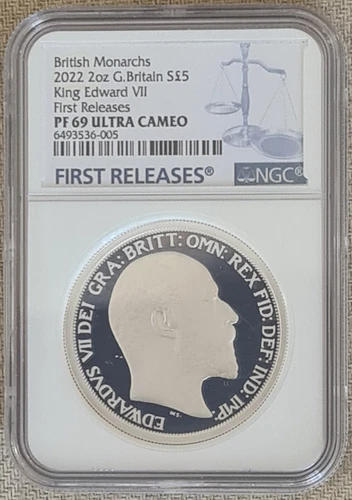 British Monarchs
2022 2oz G.Britain S£5
King Edward VII
First Releases
PF 69 ULTRA CAMEO
6493536-005
FIRST RELEASES®
NGC®
EDWARDVS VII DEI GRA: BRITT: OMN: REX FID: DEF: IND: IMP: